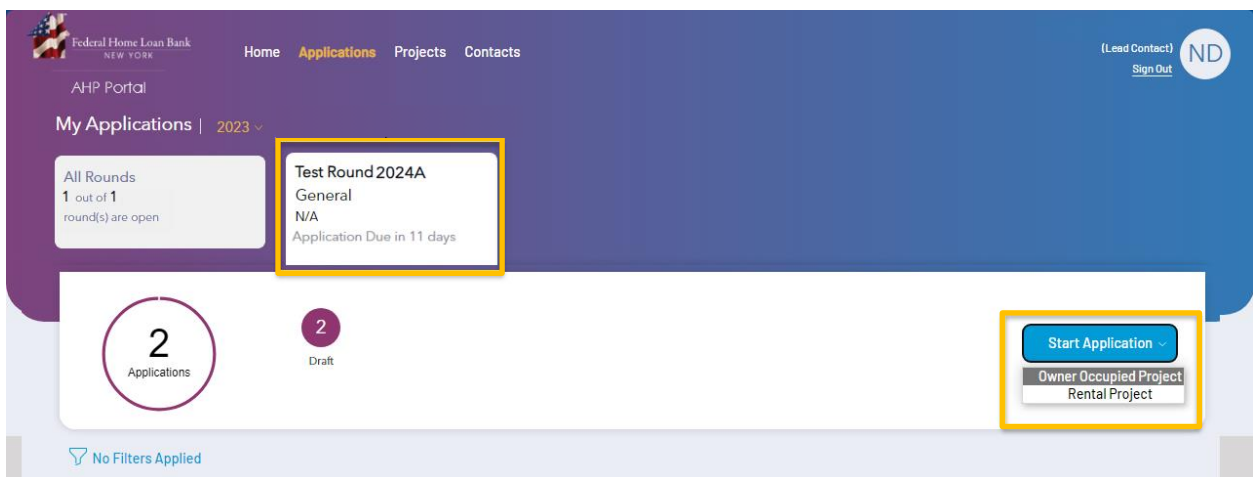 Federal Home Loan Bank
NEW YORK
Home Applications Projects Contacts
(Lead Contact)
Sign Out
ND
AHP Portal
My Applications | 2023
All Rounds
1 out of 1
round(s) are open
Test Round 2024A
General
N/A
Application Due in 11 days
2
Applications
2
Draft
Start Application
Owner Occupied Project
Rental Project
No Filters Applied